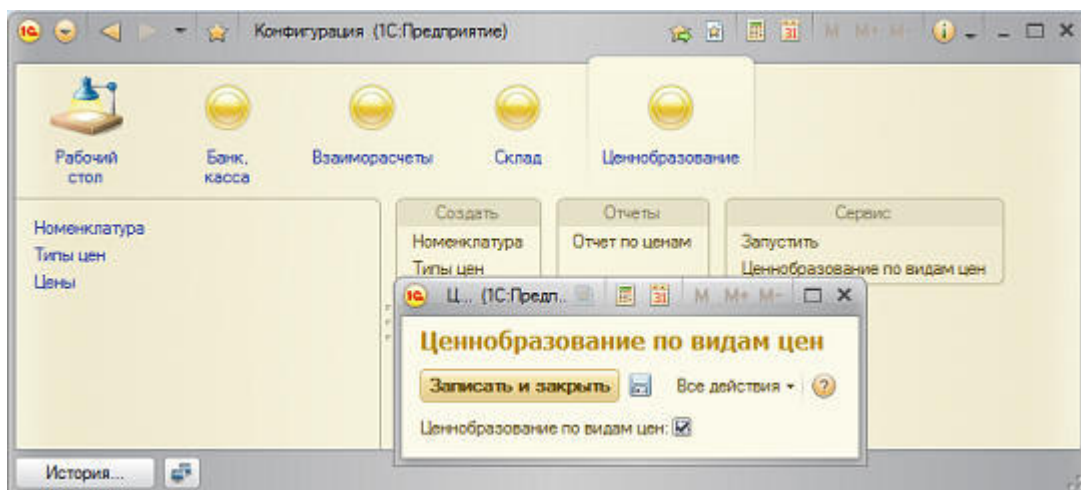 Конфигурация (1С:Предприятие)
31 M M+ M-
Рабочий стол
Банк, касса
Взаиморасчеты
Склад
Ценнобразование
Номенклатура
Типы цен
Цены
Создать
Номенклатура
Типы цен
Отчеты
Отчет по ценам
Сервис
Запустить
Ценнобразование по видам цен
Ц... (1С:Предп.. 31 M M+ M-
Ценнобразование по видам цен
Записать и закрыть Все действия
Ценнобразование по видам цен:
История...